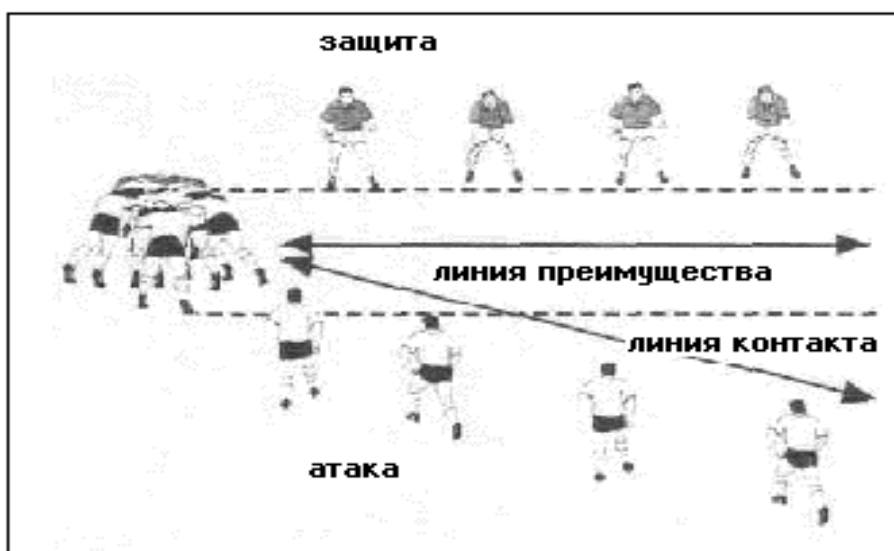 защита
линия преимущества
линия контакта
атака